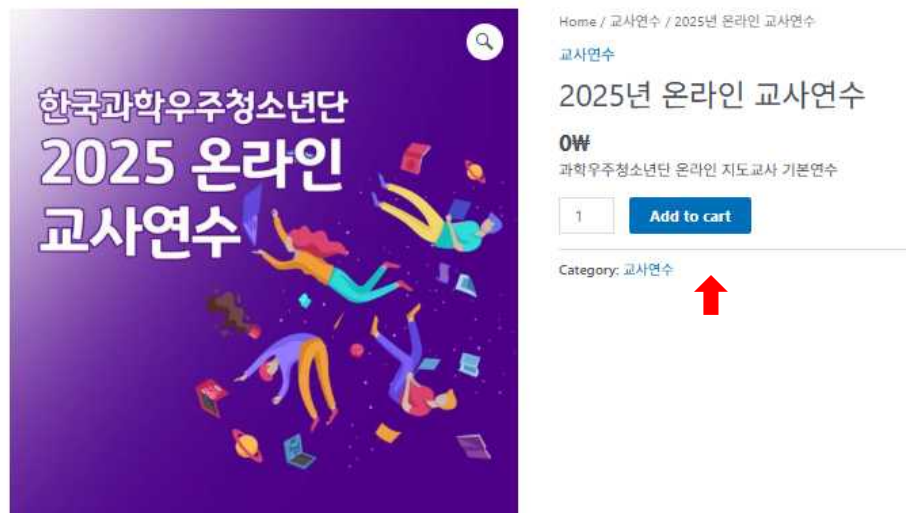 한국과학우주청소년단
2025 온라인
교사연수
Home / 교사연수 / 2025년 온라인 교사연수
교사연수
2025년 온라인 교사연수
0₩
과학우주청소년단 온라인 지도교사 기본연수
1
Add to cart
Category: 교사연수